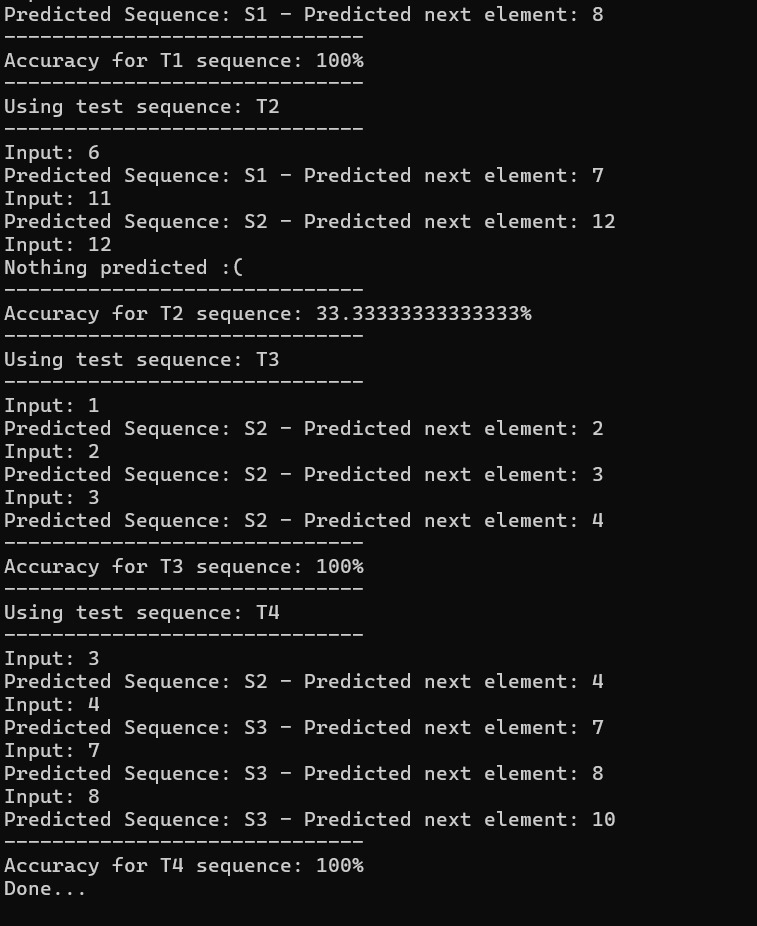 Predicted Sequence: S1 - Predicted next element: 8
------------------------------
Accuracy for T1 sequence: 100%
------------------------------
Using test sequence: T2
------------------------------
Input: 6
Predicted Sequence: S1 - Predicted next element: 7
Input: 11
Predicted Sequence: S2 - Predicted next element: 12
Input: 12
Nothing predicted :(
------------------------------
Accuracy for T2 sequence: 33.33333333333333%
------------------------------
Using test sequence: T3
------------------------------
Input: 1
Predicted Sequence: S2 - Predicted next element: 2
Input: 2
Predicted Sequence: S2 - Predicted next element: 3
Input: 3
Predicted Sequence: S2 - Predicted next element: 4
------------------------------
Accuracy for T3 sequence: 100%
------------------------------
Using test sequence: T4
------------------------------
Input: 3
Predicted Sequence: S2 - Predicted next element: 4
Input: 4
Predicted Sequence: S3 - Predicted next element: 7
Input: 7
Predicted Sequence: S3 - Predicted next element: 8
Input: 8
Predicted Sequence: S3 - Predicted next element: 10
------------------------------
Accuracy for T4 sequence: 100%
Done...